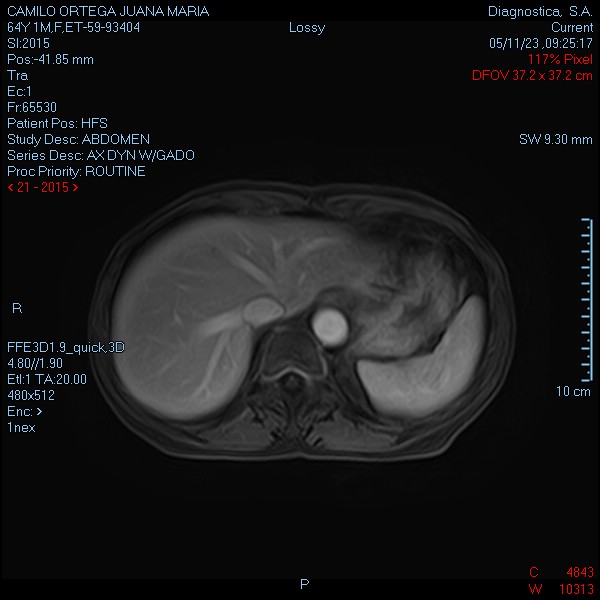 CAMILO ORTEGA JUANA MARIA
64Y 1M,F,ET-59-93404
SI:2015
Pos:-41.85 mm
Tra
Ec:1
Fr:65530
Patient Pos: HFS
Study Desc: ABDOMEN
Series Desc: AX DYN W/GADO
Proc Priority: ROUTINE
< 21 - 2015 >
Lossy
Diagnostica, S.A.
Current
05/11/23 ,09:25:17
117% Pixel
DFOV 37.2 x 37.2 cm
SW 9.30 mm
R
FFE3D1.9_quick,3D
4.80//1.90
Etl:1 TA:20.00
480x512
Enc: >
1nex
10 cm
P
C 4843
W 10313